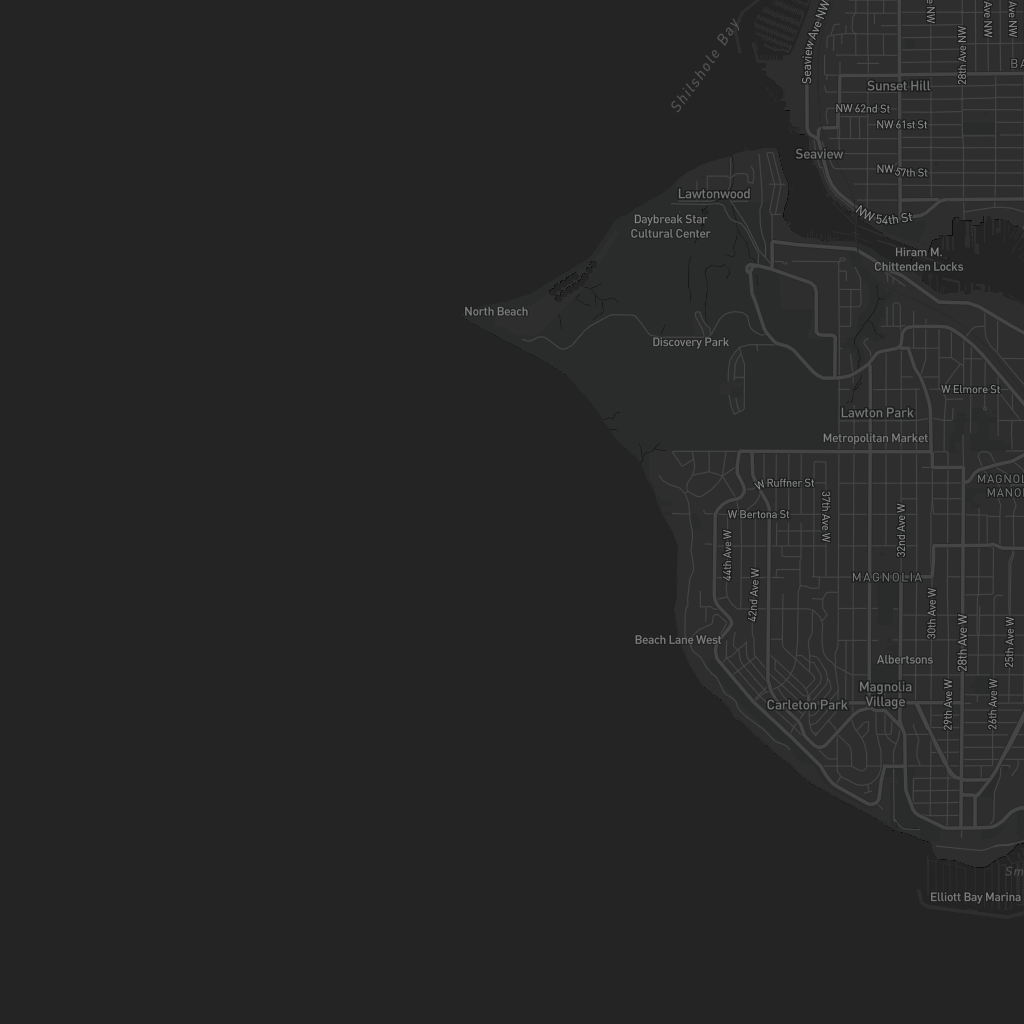 Seaview Ave NW
Shilshole Bay
28th Ave NW
Sunset Hill
NW 62nd St
NW 61st St
Seaview
NW 57th St
Lawtonwood
NW 54th St
Daybreak Star
Cultural Center
Hiram M.
Chittenden Locks
North Beach
Discovery Park
W Elmore St
Lawton Park
Metropolitan Market
W Ruffner St
37th Ave W
W Bertona St
32nd Ave W
44th Ave W
42nd Ave W
MAGNOLIA
30th Ave W
28th Ave W
25th Ave W
Beach Lane West
Albertsons
Magnolia
Village
Carleton Park
29th Ave W
26th Ave W
Elliott Bay Marina